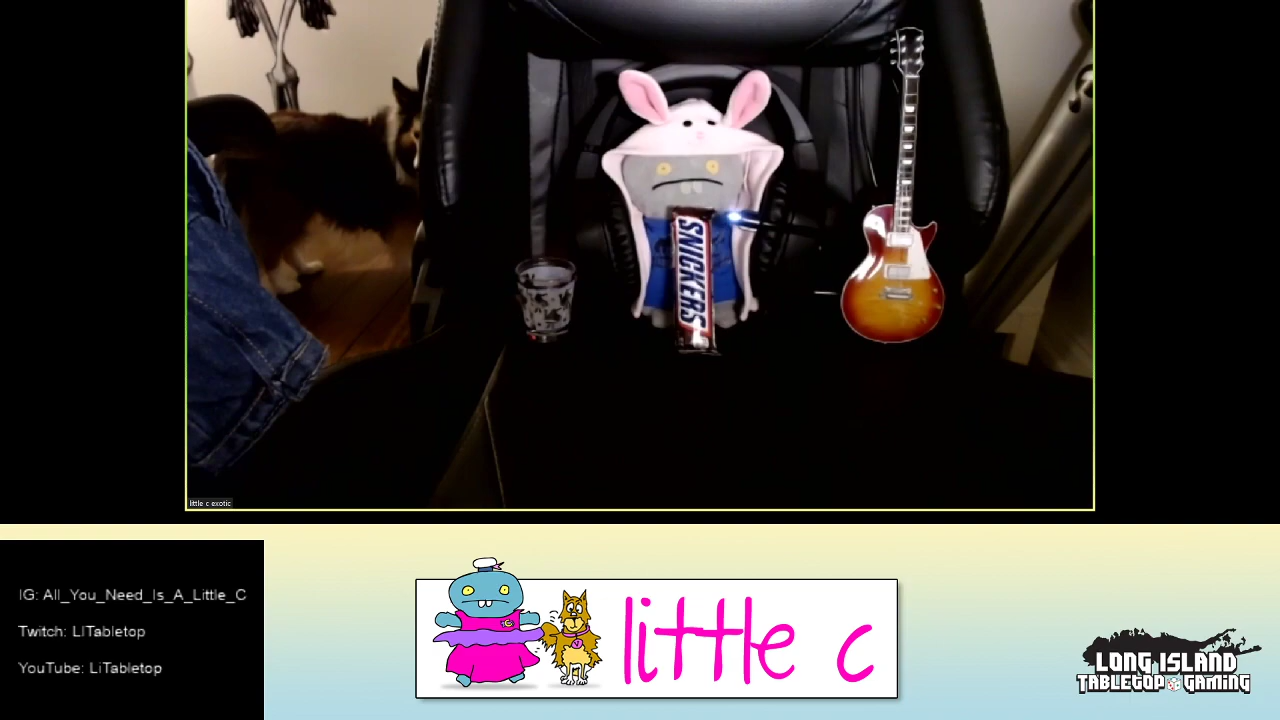 SNICKERS
little c exotic
IG: All_You_Need_Is_A_Little_C
Twitch: LITabletop
YouTube: LiTabletop
little c
LONG ISLAND
TABLETOP GAMING